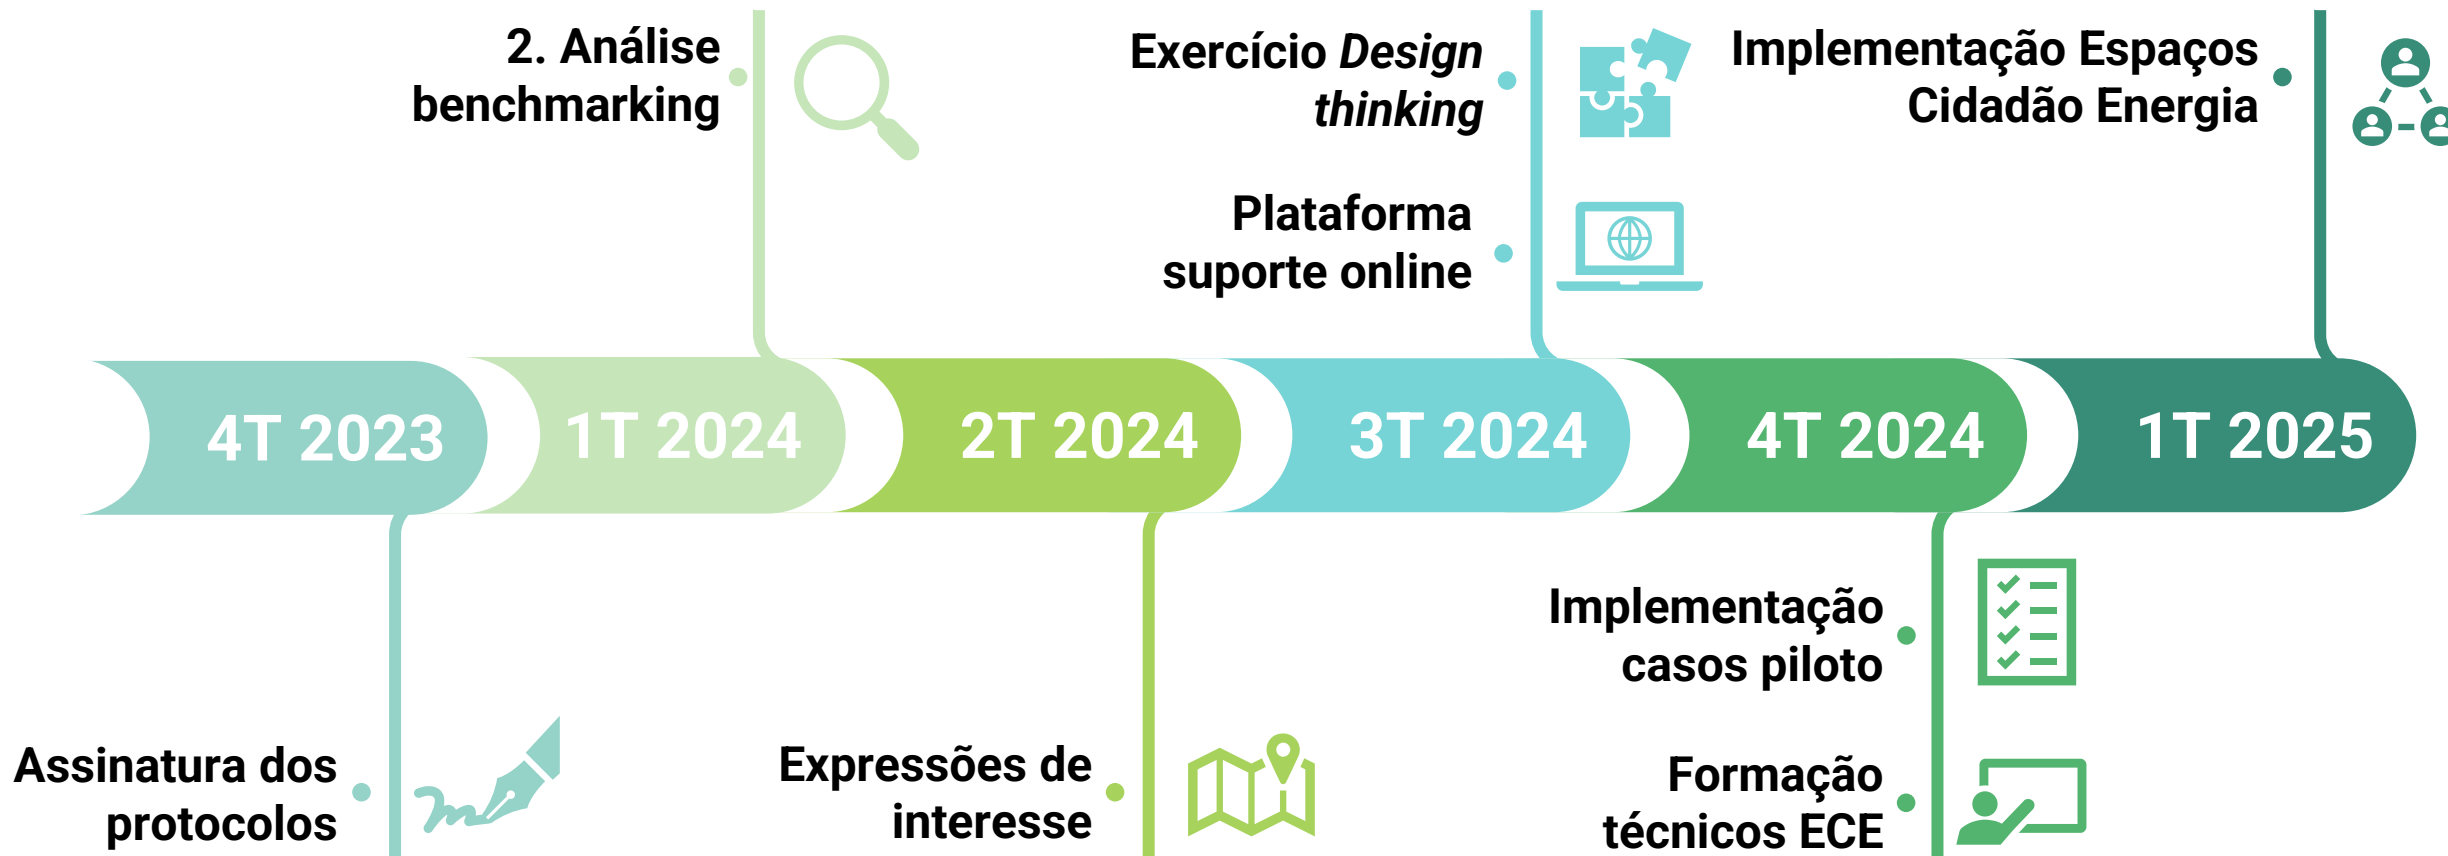 2. Análise
benchmarking
Exercício Design
thinking
Plataforma
suporte online
Implementação Espaços
Cidadão Energia
4T 2023
1T 2024
2T 2024
3T 2024
4T 2024
1T 2025
Assinatura dos
protocolos
Expressões de
interesse
Implementação
casos piloto
Formação
técnicos ECE